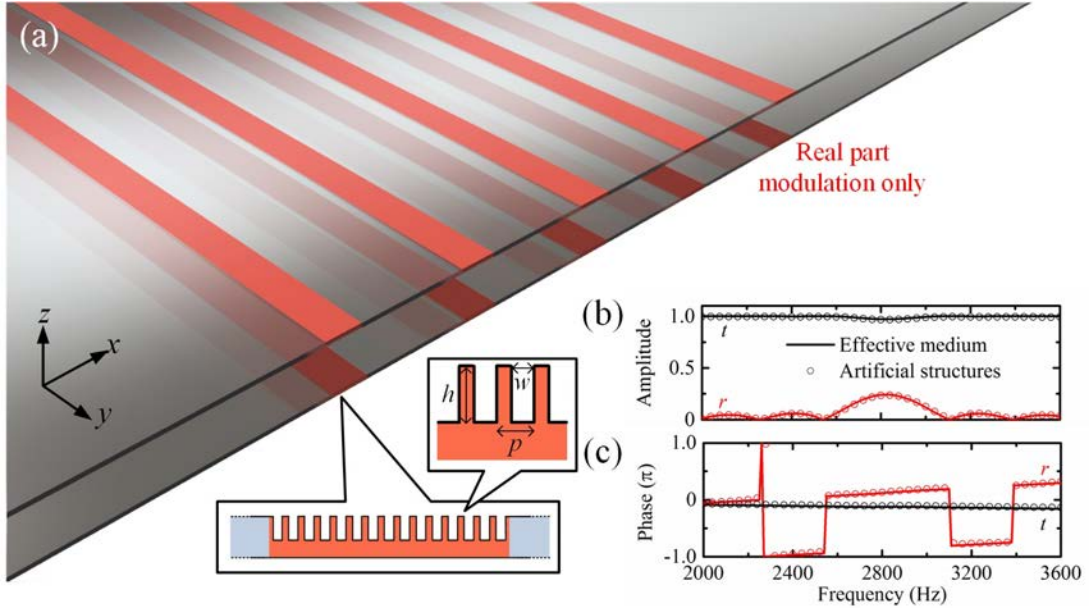 (a)
Real part
modulation only
z
x
y
h
w
p
(b)
Amplitude
1.0
0.5
0
t
r
Effective medium
Artificial structures
(c)
Phase (π)
1.0
0
-1.0
r
t
2000 2400 2800 3200 3600
Frequency (Hz)